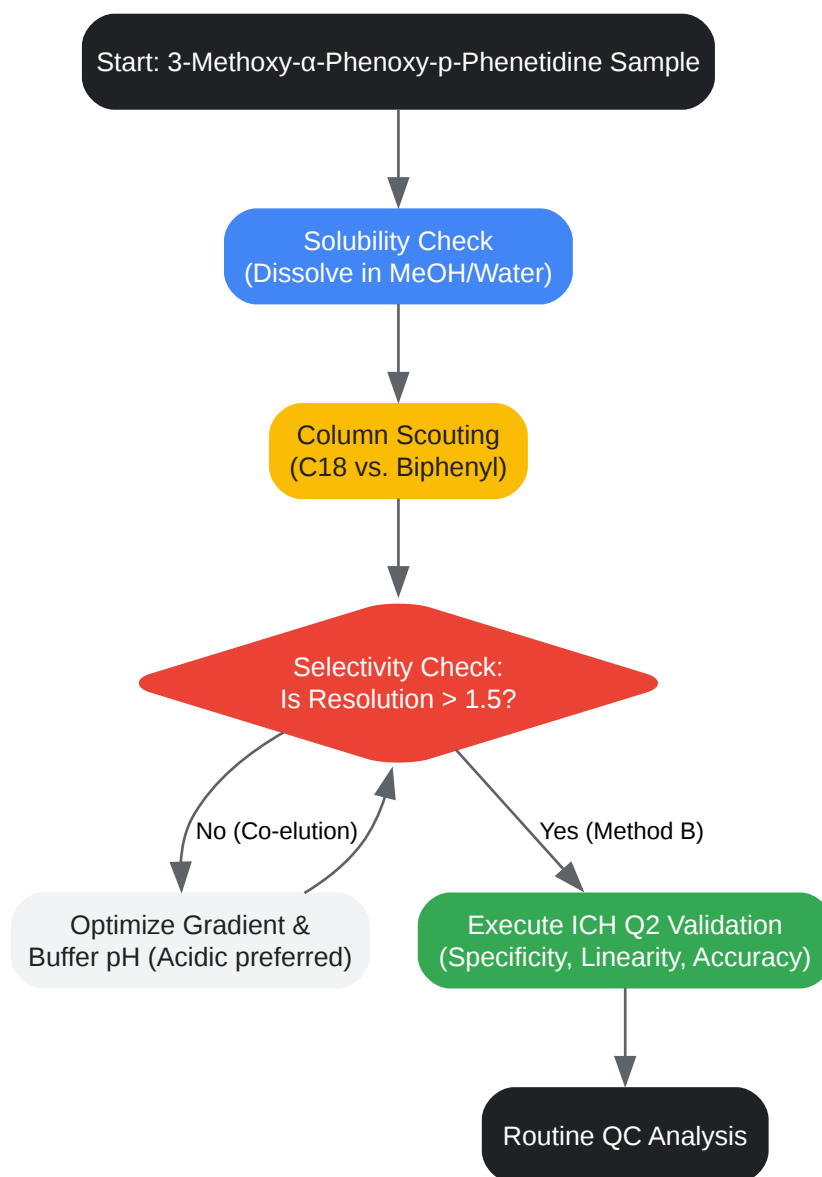 Start: 3-Methoxy-α-Phenoxy-p-Phenetidine Sample
Solubility Check
(Dissolve in MeOH/Water)
Column Scouting
(C18 vs. Biphenyl)
Selectivity Check:
Is Resolution > 1.5?
No (Co-elution)
Yes (Method B)
Optimize Gradient &
Buffer pH (Acidic preferred)
Execute ICH Q2 Validation
(Specificity, Linearity, Accuracy)
Routine QC Analysis